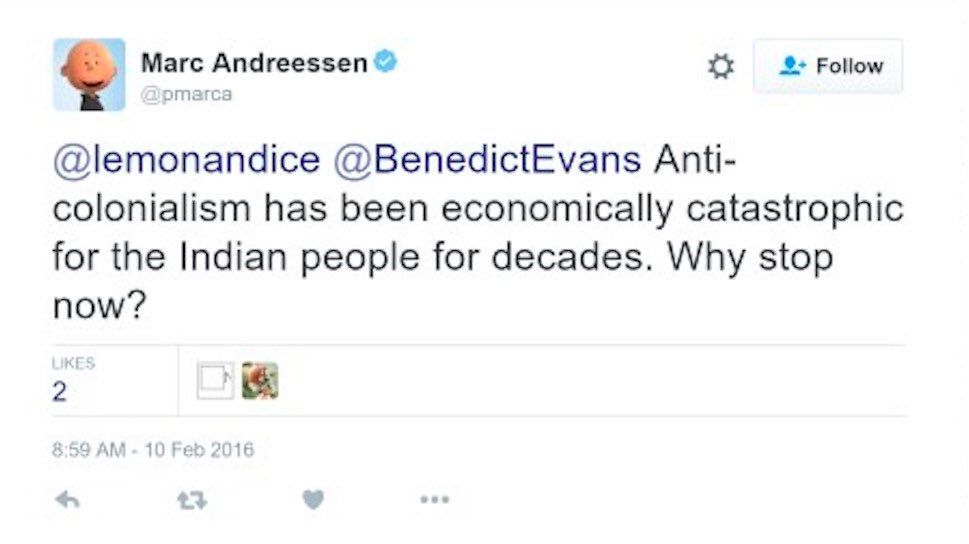 Marc Andreessen
@pmarca
Follow
@lemonandice @BenedictEvans Anti-
colonialism has been economically catastrophic
for the Indian people for decades. Why stop
now?
LIKES
2
8:59 AM - 10 Feb 2016